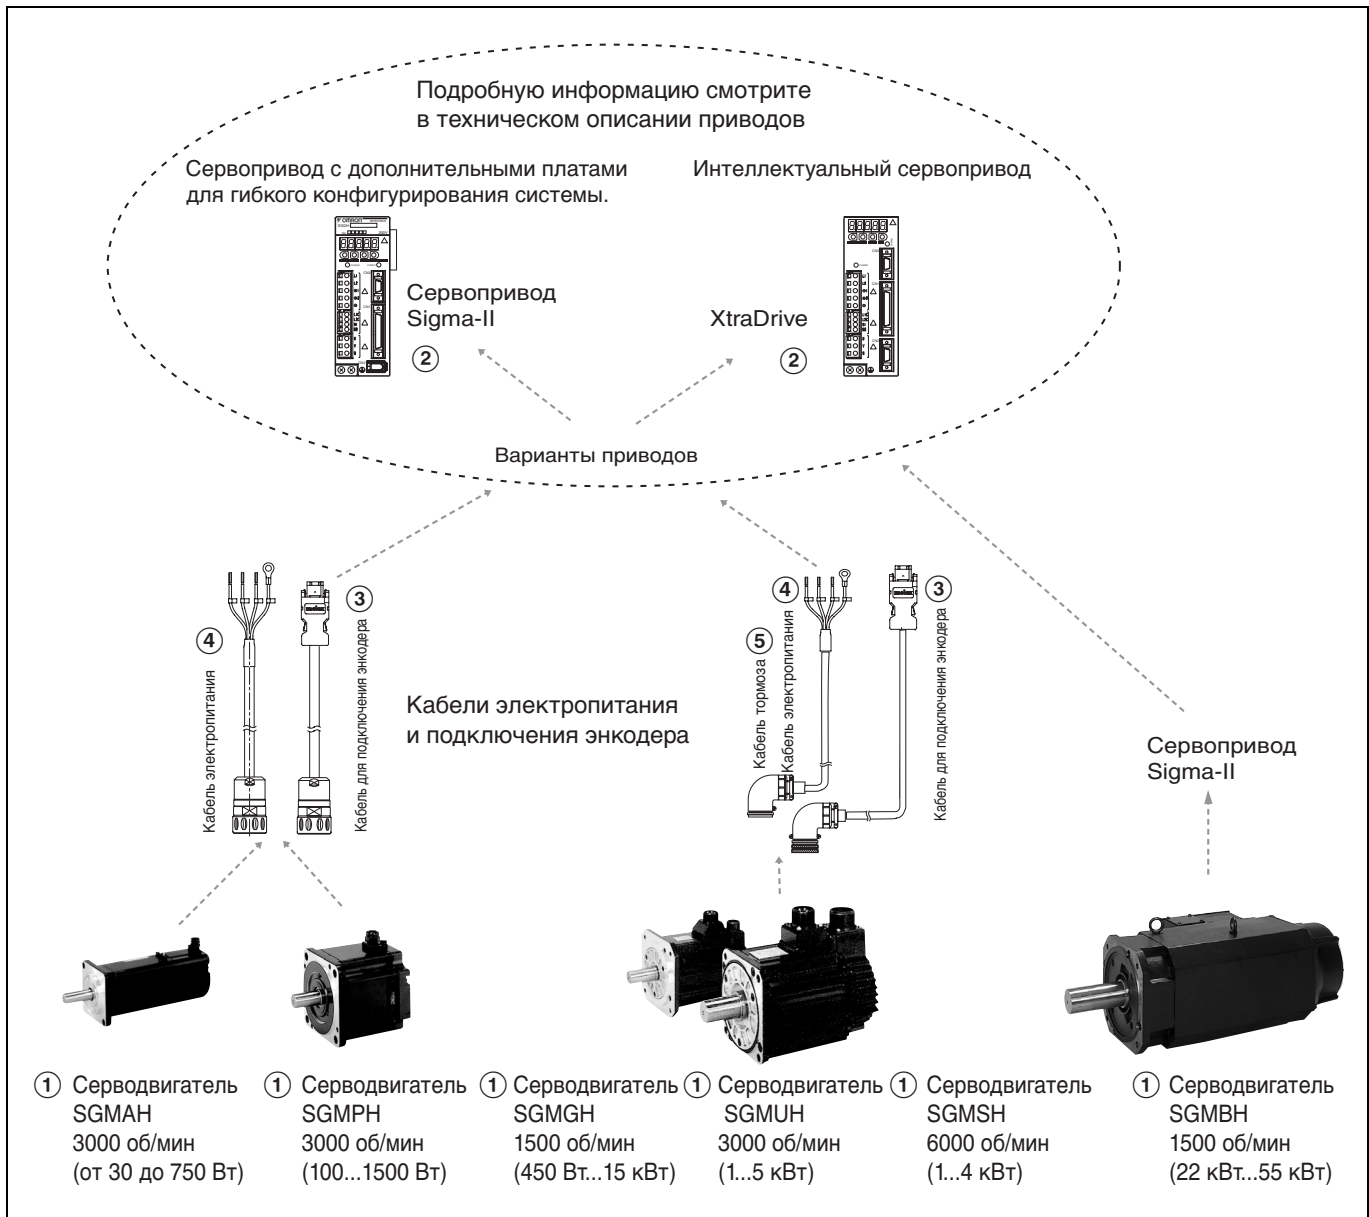 Подробную информацию смотрите
в техническом описании приводов
Сервопривод с дополнительными платами
для гибкого конфигурирования системы.
Интеллектуальный сервопривод
OMRON
Сервопривод
Sigma-II
2
XtraDrive
2
Варианты приводов
4
Кабель электропитания
3
Кабель для подключения энкодера
Кабели электропитания
и подключения энкодера
5
Кабель тормоза
4
Кабель электропитания
3
Кабель для подключения энкодера
Сервопривод
Sigma-II
1 Серводвигатель
SGMAH
3000 об/мин
(от 30 до 750 Вт)
1 Серводвигатель
SGMPH
3000 об/мин
(100...1500 Вт)
1 Серводвигатель
SGMGH
1500 об/мин
(450 Вт...15 кВт)
1 Серводвигатель
SGMUH
3000 об/мин
(1...5 кВт)
1 Серводвигатель
SGMSH
6000 об/мин
(1...4 кВт)
1 Серводвигатель
SGMBH
1500 об/мин
(22 кВт...55 кВт)